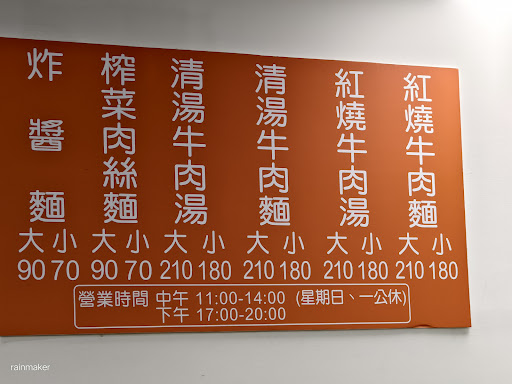 紅燒牛肉麵
大 小
210 180
紅燒牛肉湯
大 小
210 180
清湯牛肉麵
大 小
210 180
清湯牛肉湯
大 小
210 180
榨菜肉絲麵
大 小
90 70
炸醬麵
大 小
90 70
營業時間 中午 11:00-14:00 (星期日、一公休)
下午 17:00-20:00
rainmaker